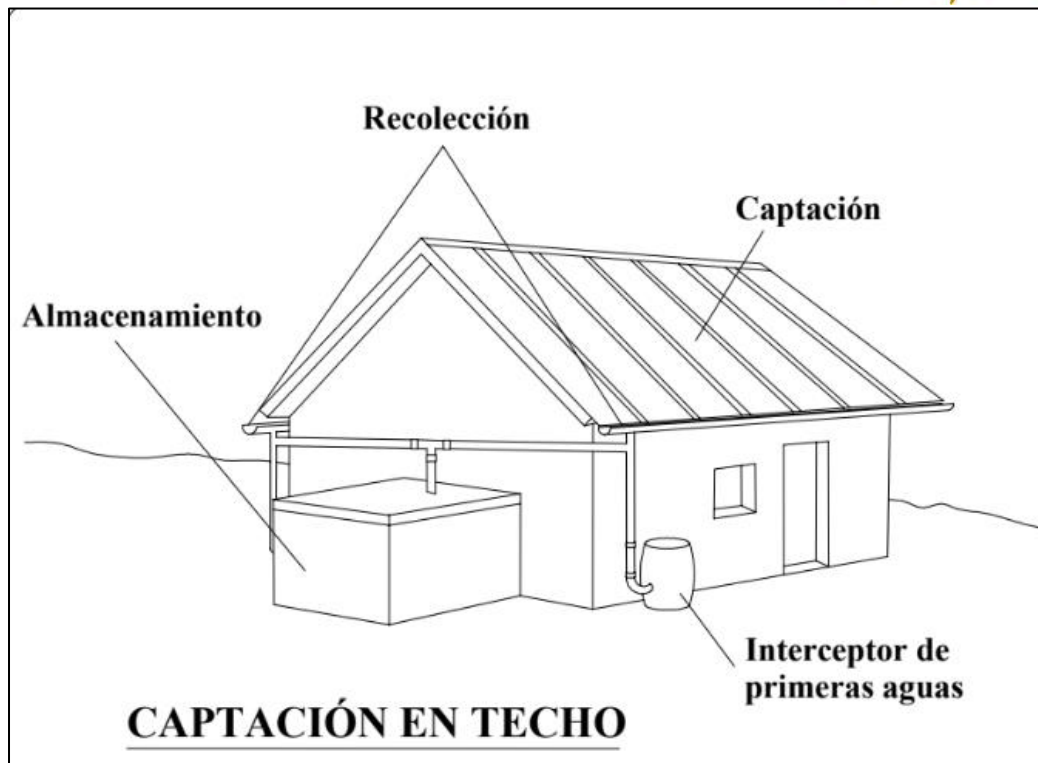 Recolección
Captación
Almacenamiento
Interceptor de
primeras aguas
CAPTACIÓN EN TECHO